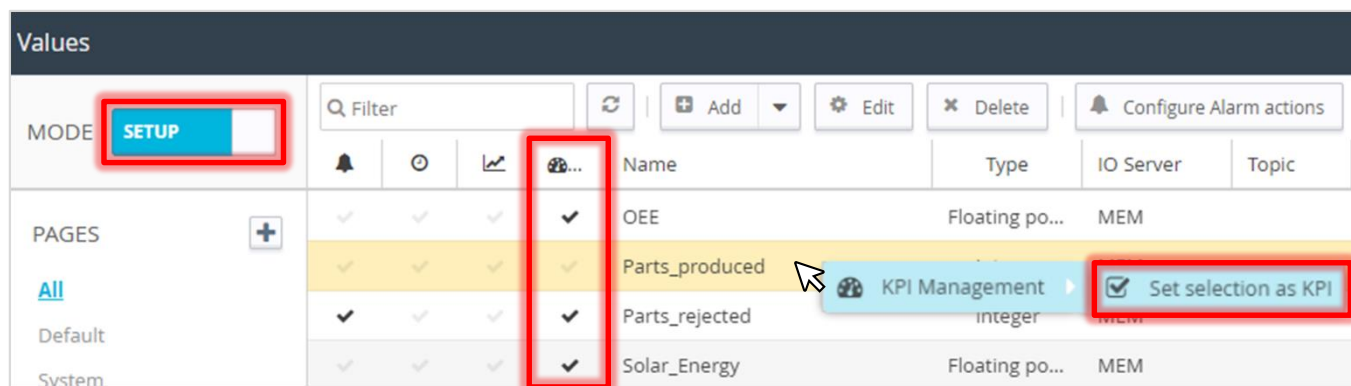 Values
MODE SETUP
Filter Add Edit Delete Configure Alarm actions
... Name Type IO Server Topic
PAGES
OEE Floating po... MEM
Parts_produced
All
KPI Management Set selection as KPI
Parts_rejected Integer MEM
Default
Solar_Energy Floating po... MEM
System